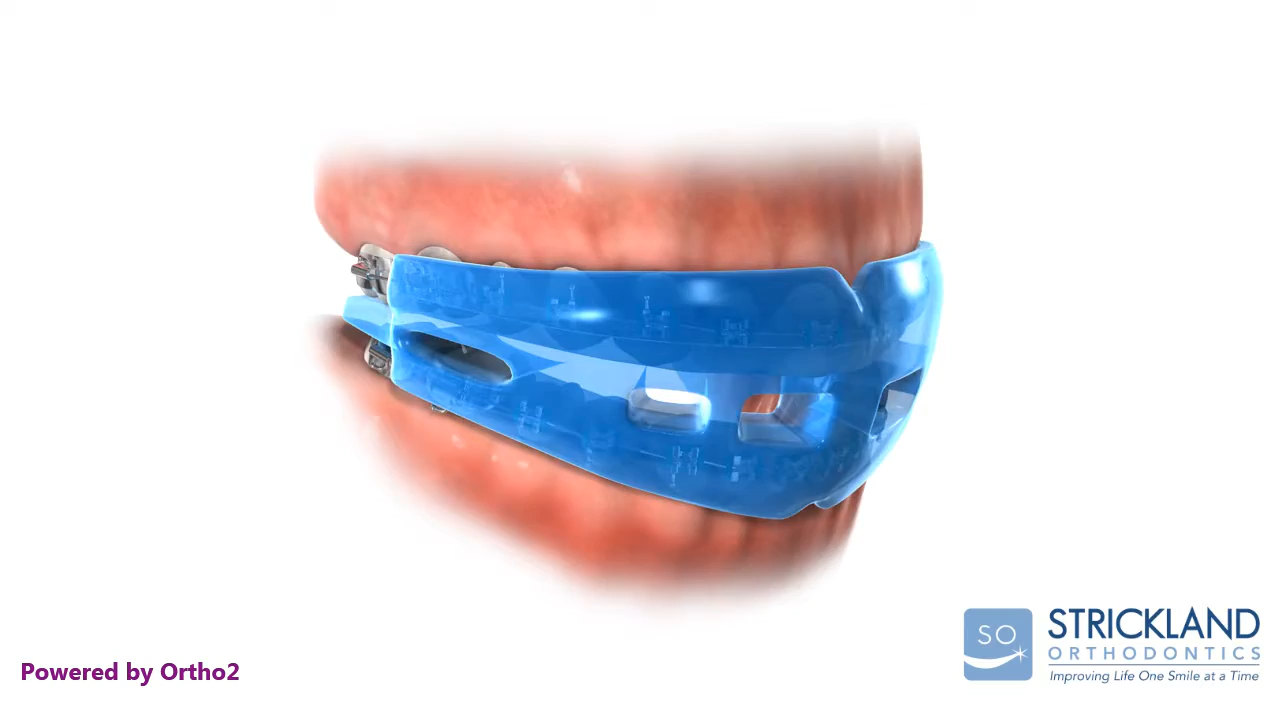 SO
STRICKLAND
ORTHODONTICS
Improving Life One Smile at a Time
Powered by Ortho2